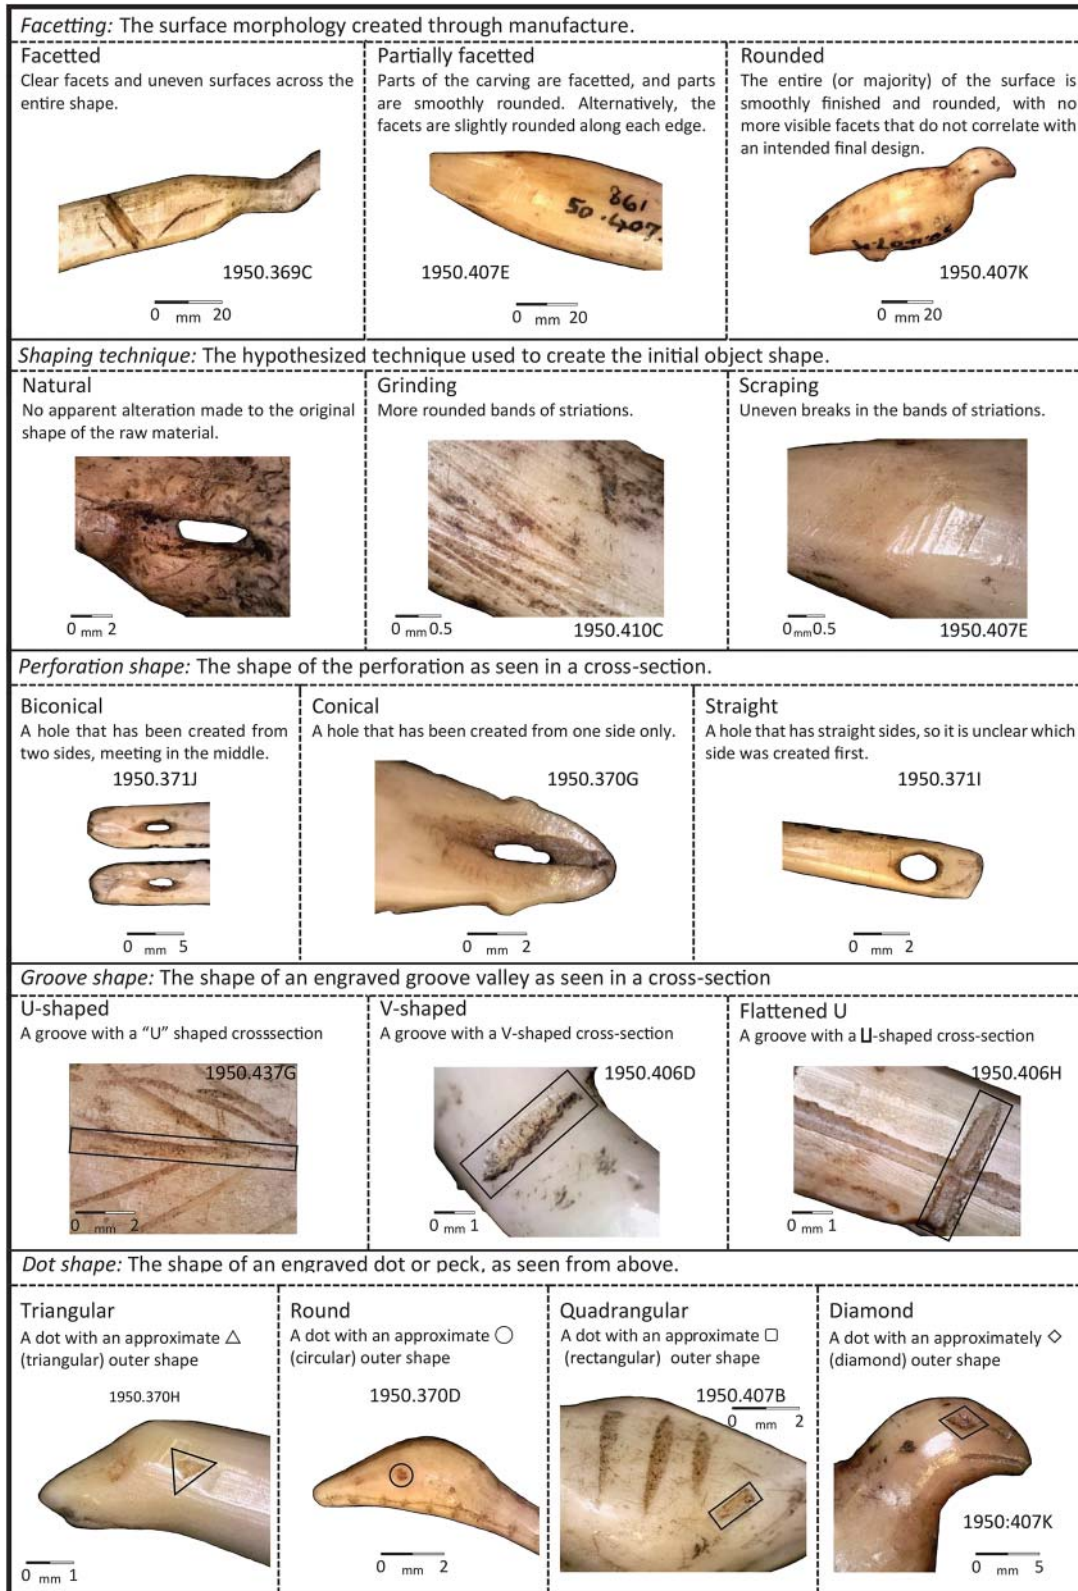 Facetting: The surface morphology created through manufacture.
Facetted
Clear facets and uneven surfaces across the
entire shape.
1950.369C
0 mm 20
Partially facetted
Parts of the carving are facetted, and parts
are smoothly rounded. Alternatively, the
facets are slightly rounded along each edge.
861
50.407
1950.407E
0 mm 20
Rounded
The entire (or majority) of the surface is
smoothly finished and rounded, with no
more visible facets that do not correlate with
an intended final design.
1950.407K
0 mm 20
Shaping technique: The hypothesized technique used to create the initial object shape.
Natural
No apparent alteration made to the original
shape of the raw material.
0 mm 2
Grinding
More rounded bands of striations.
0 mm 0.5
1950.410C
Scraping
Uneven breaks in the bands of striations.
0 mm 0.5
1950.407E
Perforation shape: The shape of the perforation as seen in a cross-section.
Biconical
A hole that has been created from
two sides, meeting in the middle.
1950.371J
0 mm 5
Conical
A hole that has been created from one side only.
1950.370G
0 mm 2
Straight
A hole that has straight sides, so it is unclear which
side was created first.
1950.371I
0 mm 2
Groove shape: The shape of an engraved groove valley as seen in a cross-section
U-shaped
A groove with a “U” shaped crosssection
1950.437G
0 mm 2
V-shaped
A groove with a V-shaped cross-section
1950.406D
0 mm 1
Flattened U
A groove with a U-shaped cross-section
1950.406H
0 mm 1
Dot shape: The shape of an engraved dot or peck, as seen from above.
Triangular
A dot with an approximate △
(triangular) outer shape
1950.370H
0 mm 1
Round
A dot with an approximate ○
(circular) outer shape
1950.370D
0 mm 2
Quadrangular
A dot with an approximate ▢
(rectangular) outer shape
1950.407B
0 mm 2
Diamond
A dot with an approximately ◇
(diamond) outer shape
1950:407K
0 mm 5